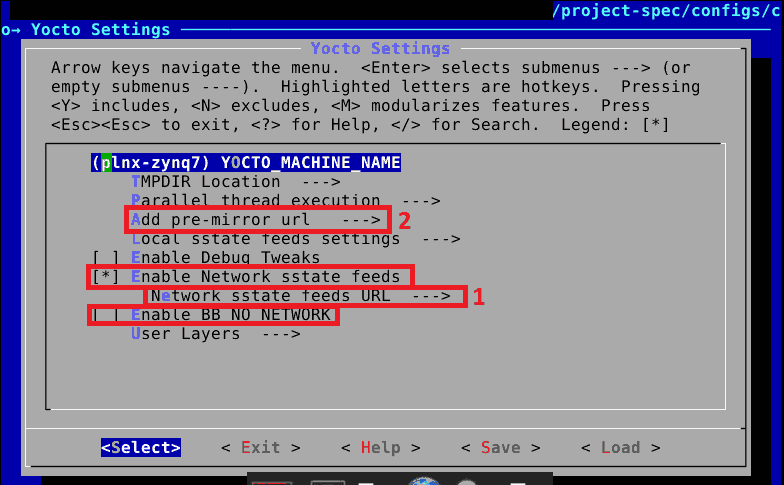 /project-spec/configs/c
o→ Yocto Settings
Yocto Settings
Arrow keys navigate the menu.  <Enter> selects submenus ---> (or
empty submenus ----).  Highlighted letters are hotkeys.  Pressing
<Y> includes, <N> excludes, <M> modularizes features.  Press
<Esc><Esc> to exit, <?> for Help, </> for Search.  Legend: [*]
(plnx-zynq7) YOCTO_MACHINE_NAME
TMPDIR Location  --->
Parallel thread execution  --->
Add pre-mirror url   --->  2
Local sstate feeds settings  --->
[ ] Enable Debug Tweaks
[*] Enable Network sstate feeds
Network sstate feeds URL  --->  1
[ ] Enable BB NO NETWORK
User Layers  --->
<Select>    < Exit >    < Help >    < Save >    < Load >